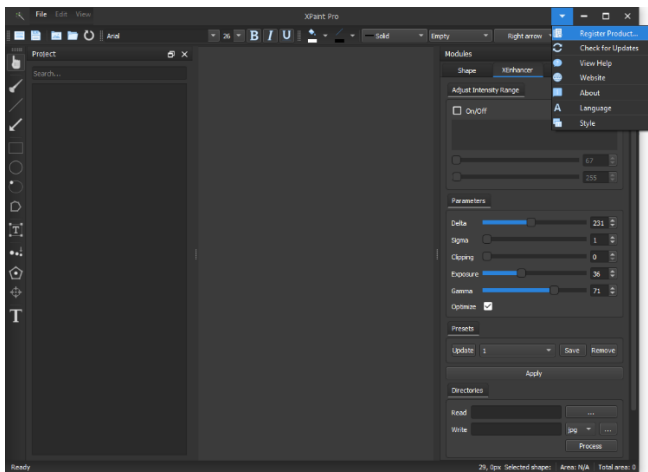 File Edit View XPaint Pro
Arial 26 B I U Solid Empty Right arrow
Register Product...
Check for Updates
View Help
Website
About
Language
Style
Project
Search...
Modules
Shape XEnhancer
Adjust Intensity Range
On/Off
67
255
Parameters
Delta 231
Sigma 1
Clipping 0
Exposure 36
Gamma 71
Optimize
Presets
Update 1 Save Remove
Apply
Directories
Read ...
Write jpg ...
Process
T
T
A
Ready 29, 0px Selected shape: Area: N/A Total area: 0